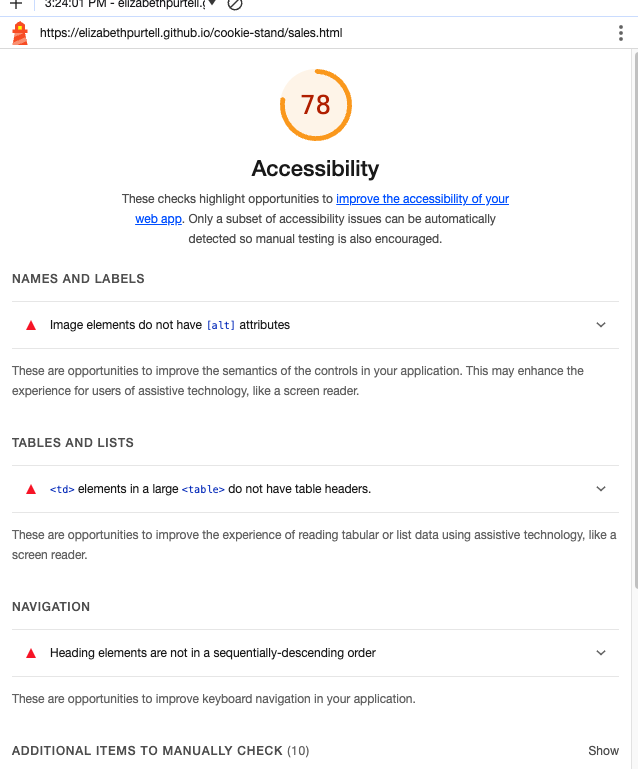 3:24:01 PM - elizabethpurtell.g
https://elizabethpurtell.github.io/cookie-stand/sales.html
78
Accessibility
These checks highlight opportunities to improve the accessibility of your
web app. Only a subset of accessibility issues can be automatically
detected so manual testing is also encouraged.
NAMES AND LABELS
Image elements do not have [alt] attributes
These are opportunities to improve the semantics of the controls in your application. This may enhance the
experience for users of assistive technology, like a screen reader.
TABLES AND LISTS
<td> elements in a large <table> do not have table headers.
These are opportunities to improve the experience of reading tabular or list data using assistive technology, like a
screen reader.
NAVIGATION
Heading elements are not in a sequentially-descending order
These are opportunities to improve keyboard navigation in your application.
ADDITIONAL ITEMS TO MANUALLY CHECK (10) Show